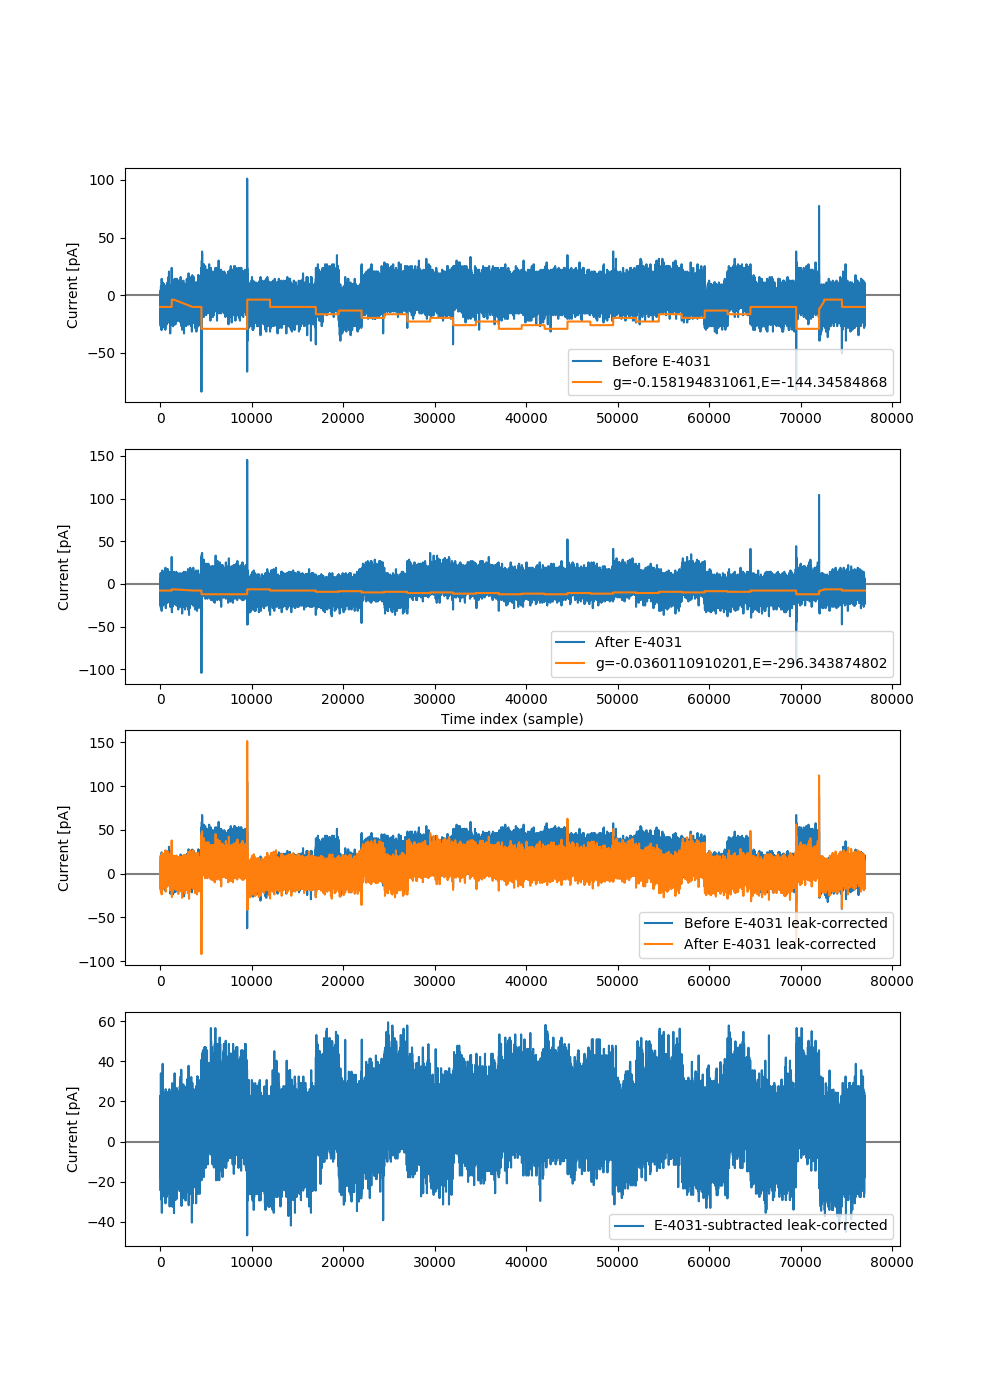 100
50
0
−50
Current [pA]
Before E-4031
g=-0.158194831061,E=-144.34584868
0 10000 20000 30000 40000 50000 60000 70000 80000
150
100
50
0
−50
−100
Current [pA]
After E-4031
g=-0.0360110910201,E=-296.343874802
0 10000 20000 30000 40000 50000 60000 70000 80000
Time index (sample)
150
100
50
0
−50
−100
Current [pA]
Before E-4031 leak-corrected
After E-4031 leak-corrected
0 10000 20000 30000 40000 50000 60000 70000 80000
60
40
20
0
−20
−40
Current [pA]
E-4031-subtracted leak-corrected
0 10000 20000 30000 40000 50000 60000 70000 80000